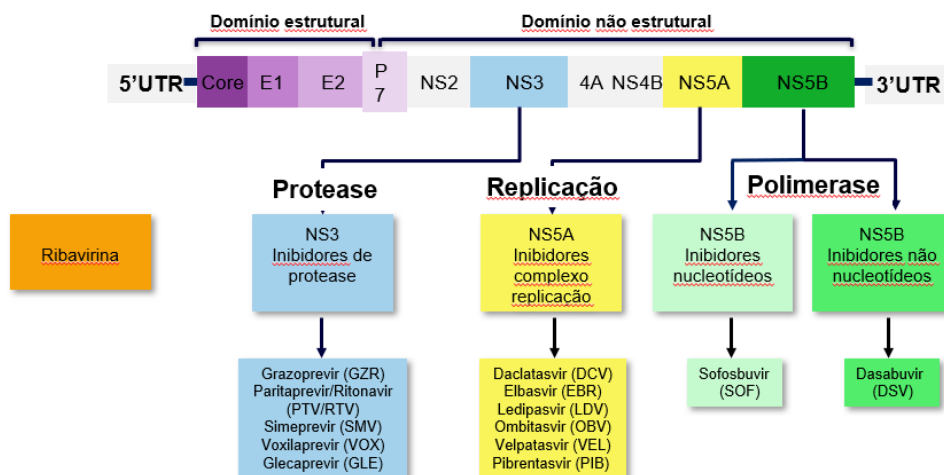 Domínio estrutural
Domínio não estrutural
5'UTR
Core
E1
E2
P
7
NS2
NS3
4A
NS4B
NS5A
NS5B
3'UTR
Protease
Replicação
Polimerase
Ribavirina
NS3
Inibidores de
protease
NS5A
Inibidores
complexo
replicação
NS5B
Inibidores
nucleotídeos
NS5B
Inibidores não
nucleotídeos
Grazoprevir (GZR)
Paritaprevir/Ritonavir
(PTV/RTV)
Simeprevir (SMV)
Voxilaprevir (VOX)
Glecaprevir (GLE)
Daclatasvir (DCV)
Elbasvir (EBR)
Ledipasvir (LDV)
Ombitasvir (OBV)
Velpatasvir (VEL)
Pibrentasvir (PIB)
Sofosbuvir
(SOF)
Dasabuvir
(DSV)